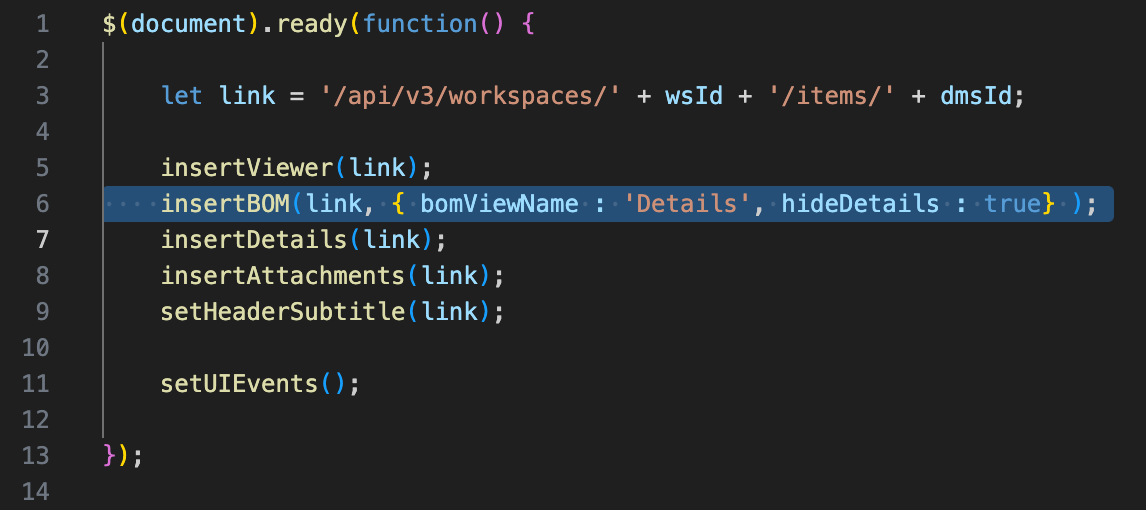 1 $(document).ready(function() {
2
3 let link = '/api/v3/workspaces/' + wsId + '/items/' + dmsId;
4
5 insertViewer(link);
6 insertBOM(link, { bomViewName : 'Details', hideDetails : true} );
7 insertDetails(link);
8 insertAttachments(link);
9 setHeaderSubtitle(link);
10
11 setUIEvents();
12
13 });
14